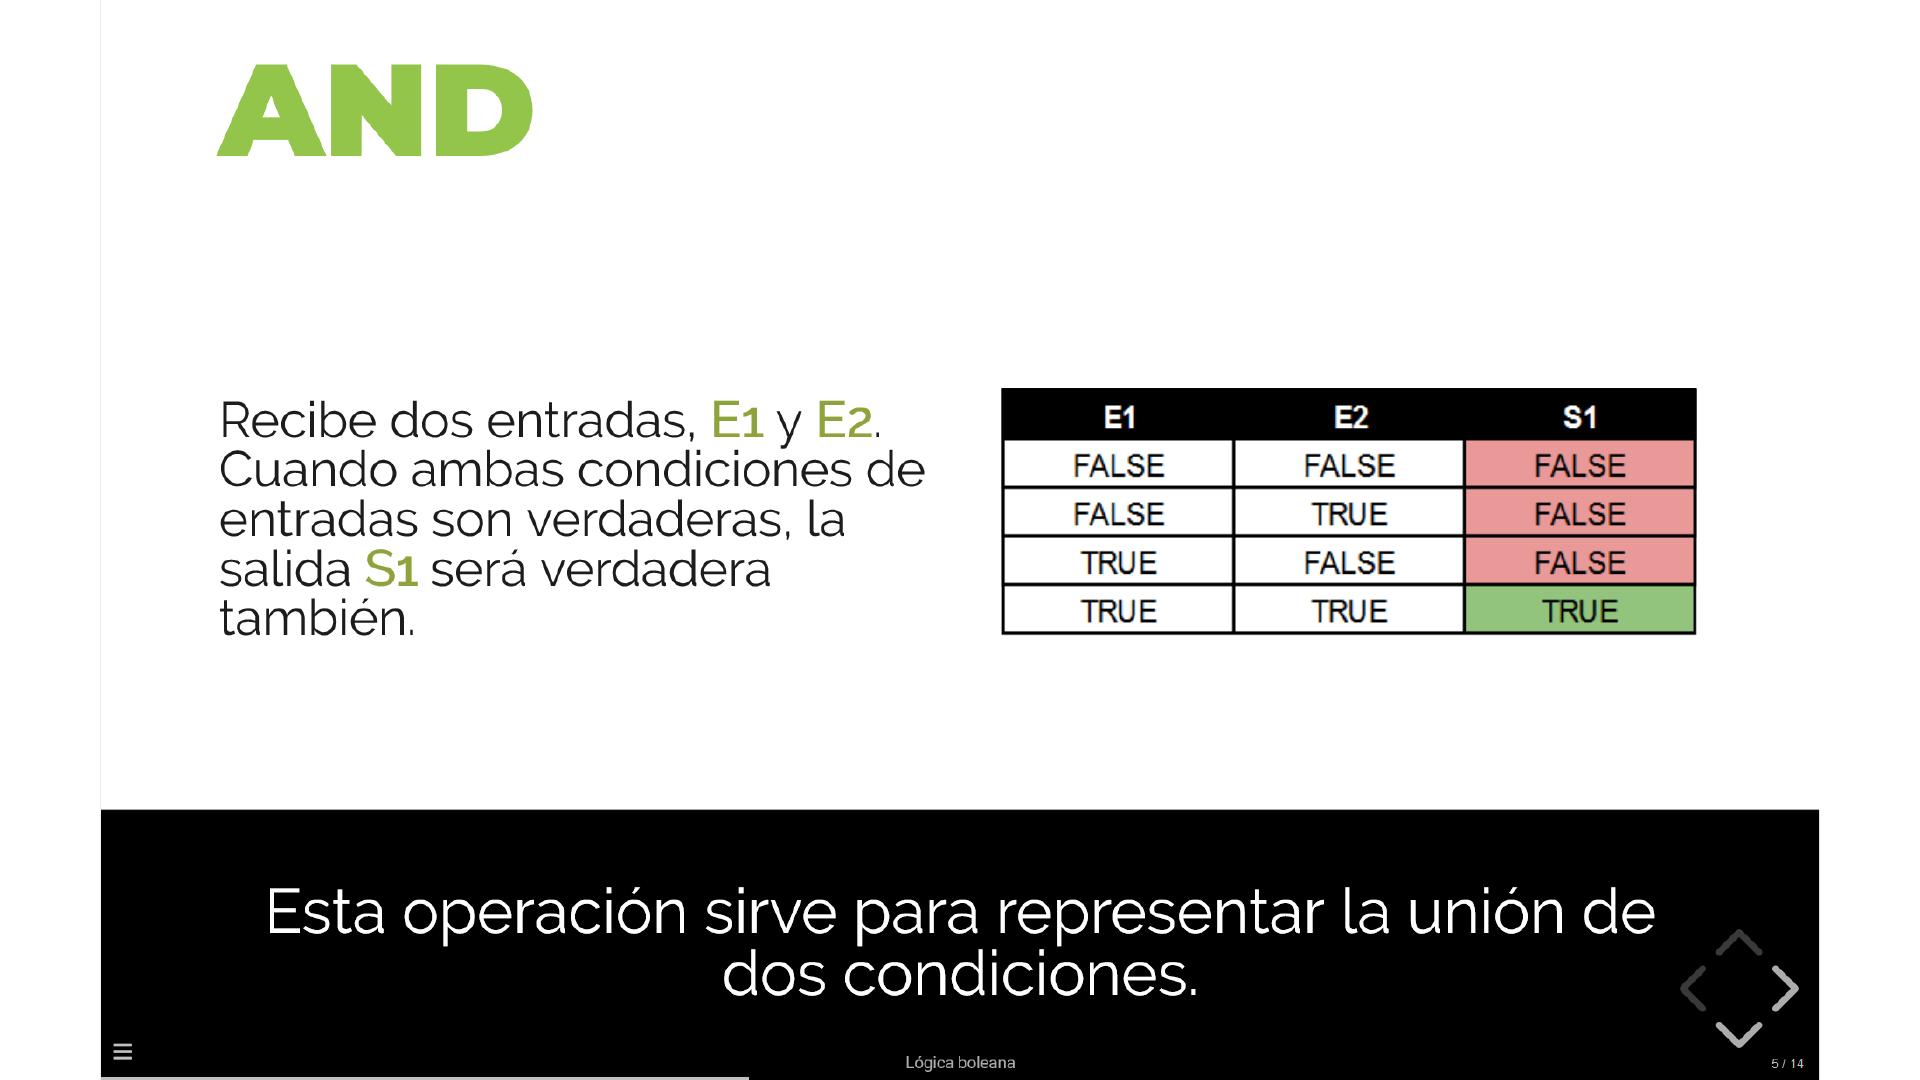 AND
Recibe dos entradas, E1 y E2.
Cuando ambas condiciones de
entradas son verdaderas, la
salida S1 será verdadera
también.
E1 E2 S1
FALSE FALSE FALSE
FALSE TRUE FALSE
TRUE FALSE FALSE
TRUE TRUE TRUE
Esta operación sirve para representar la unión de
dos condiciones.
Lógica boleana
5 / 14